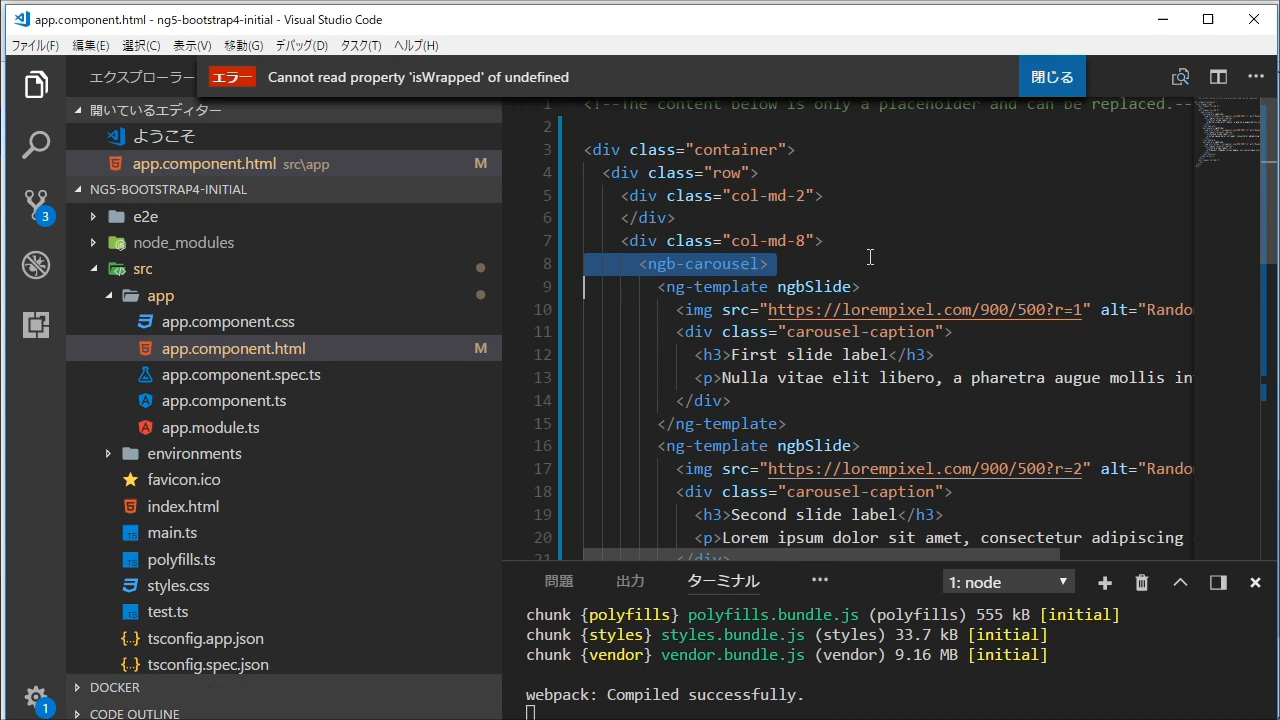 app.component.html - ng5-bootstrap4-initial - Visual Studio Code
ファイル(F) 編集(E) 選択(C) 表示(V) 移動(G) デバッグ(D) タスク(T) ヘルプ(H)
エクスプローラー
エラー Cannot read property 'isWrapped' of undefined 閉じる
開いているエディター
ようこそ
app.component.html src\app M
NG5-BOOTSTRAP4-INITIAL
e2e
node_modules
src
app
app.component.css
app.component.html M
app.component.spec.ts
app.component.ts
app.module.ts
environments
favicon.ico
index.html
main.ts
polyfills.ts
styles.css
test.ts
tsconfig.app.json
tsconfig.spec.json
DOCKER
CODE OUTLINE
3
1
1 <!--The content below is only a placeholder and can be replaced.--
2
3 <div class="container">
4 <div class="row">
5 <div class="col-md-2">
6 </div>
7 <div class="col-md-8">
8 <ngb-carousel>
9 <ng-template ngbSlide>
10 <img src="https://lorempixel.com/900/500?r=1" alt="Rando
11 <div class="carousel-caption">
12 <h3>First slide label</h3>
13 <p>Nulla vitae elit libero, a pharetra augue mollis in
14 </div>
15 </ng-template>
16 <ng-template ngbSlide>
17 <img src="https://lorempixel.com/900/500?r=2" alt="Rando
18 <div class="carousel-caption">
19 <h3>Second slide label</h3>
20 <p>Lorem ipsum dolor sit amet, consectetur adipiscing
21 </div>
問題 出力 ターミナル ••• 1: node
chunk {polyfills} polyfills.bundle.js (polyfills) 555 kB [initial]
chunk {styles} styles.bundle.js (styles) 33.7 kB [initial]
chunk {vendor} vendor.bundle.js (vendor) 9.16 MB [initial]
webpack: Compiled successfully.